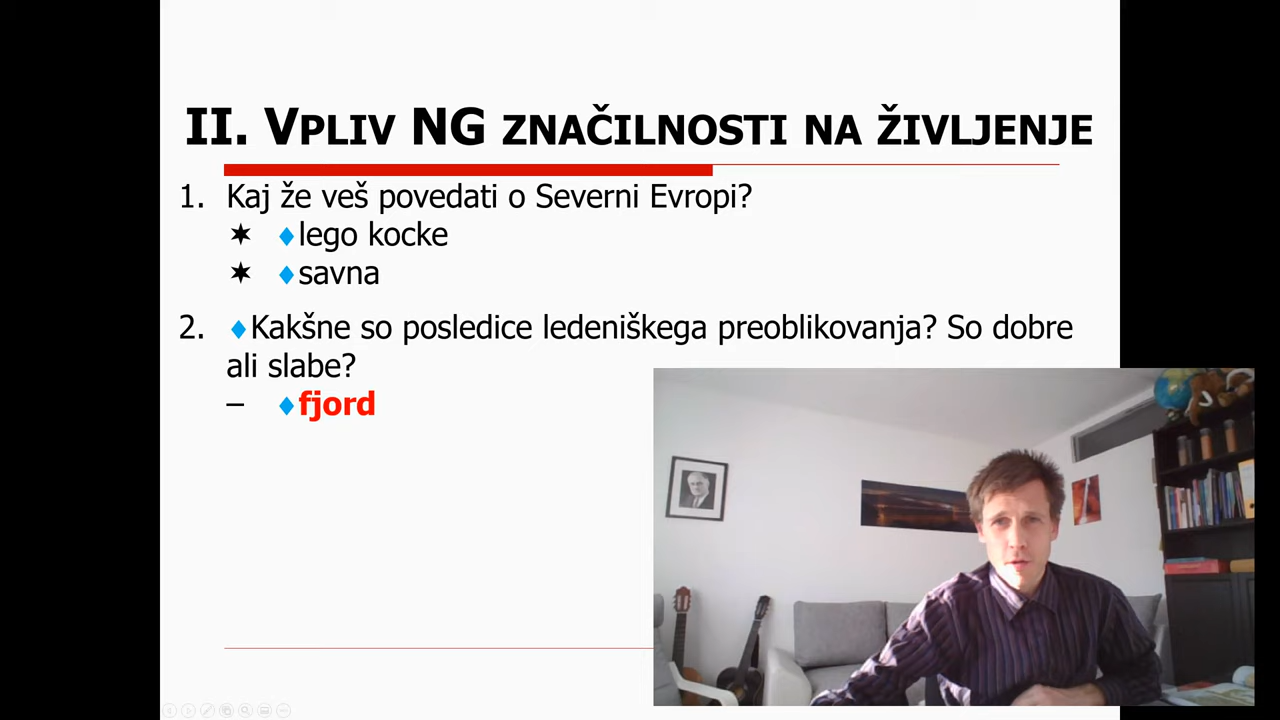 II. VPLIV NG ZNAČILNOSTI NA ŽIVLJENJE
1. Kaj že veš povedati o Severni Evropi?
✶ ♦lego kocke
✶ ♦savna
2. ♦Kakšne so posledice ledeniškega preoblikovanja? So dobre
ali slabe?
– ♦fjord